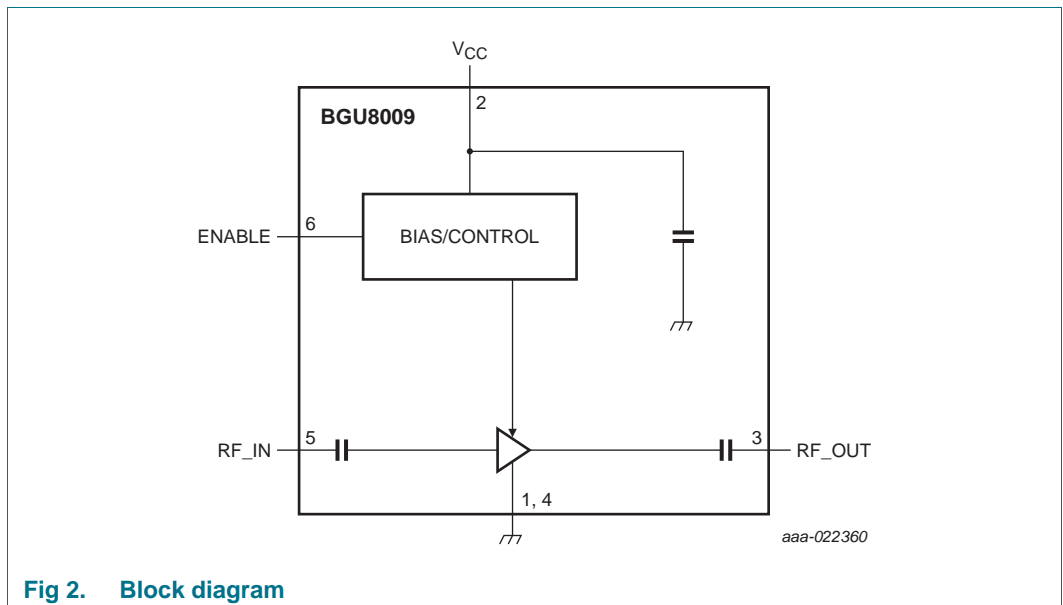 VCC
2
BGU8009
6
ENABLE
BIAS/CONTROL
RF_IN
5
3
RF_OUT
1, 4
aaa-022360
Fig 2. Block diagram